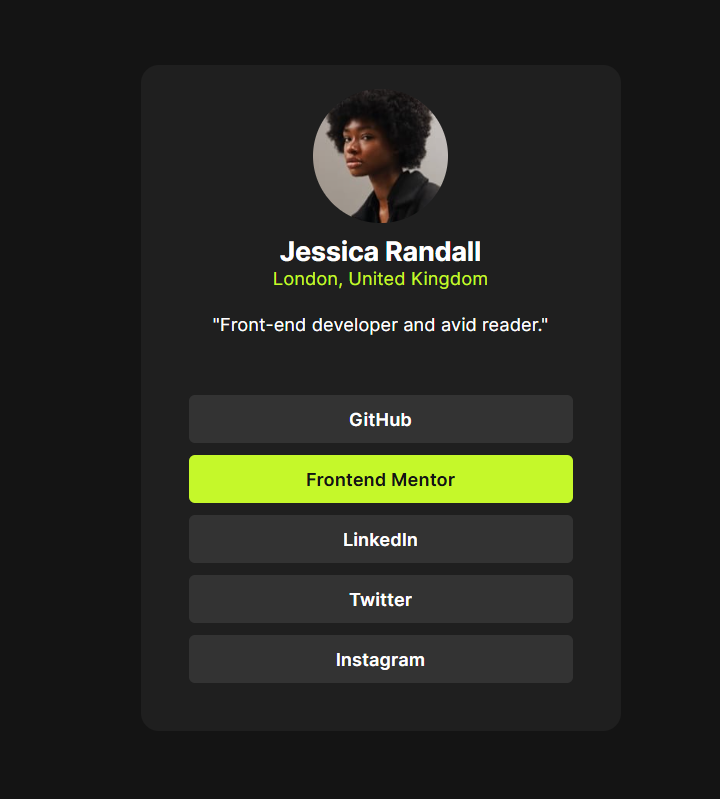 Jessica Randall
London, United Kingdom
"Front-end developer and avid reader."
GitHub
Frontend Mentor
LinkedIn
Twitter
Instagram